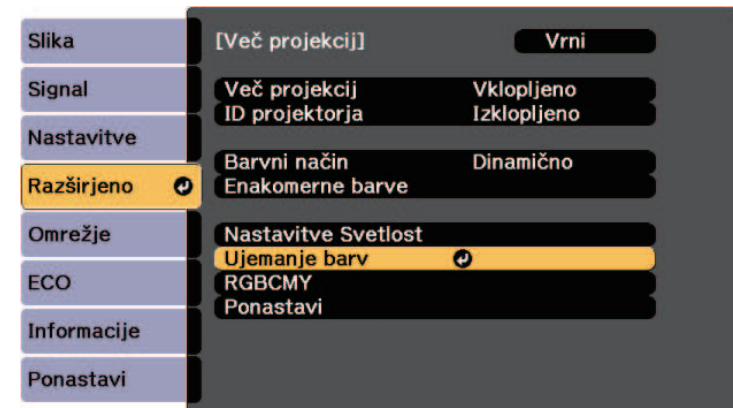 Slika
Signal
Nastavitve
Razširjeno
Omrežje
ECO
Informacije
Ponastavi
[Več projekcij] Vrni
Več projekcij Vklopljeno
ID projektorja Izklopljeno
Barvni način Dinamično
Enakomerne barve
Nastavitve Svetlost
Ujemanje barv
RGBCMY
Ponastavi